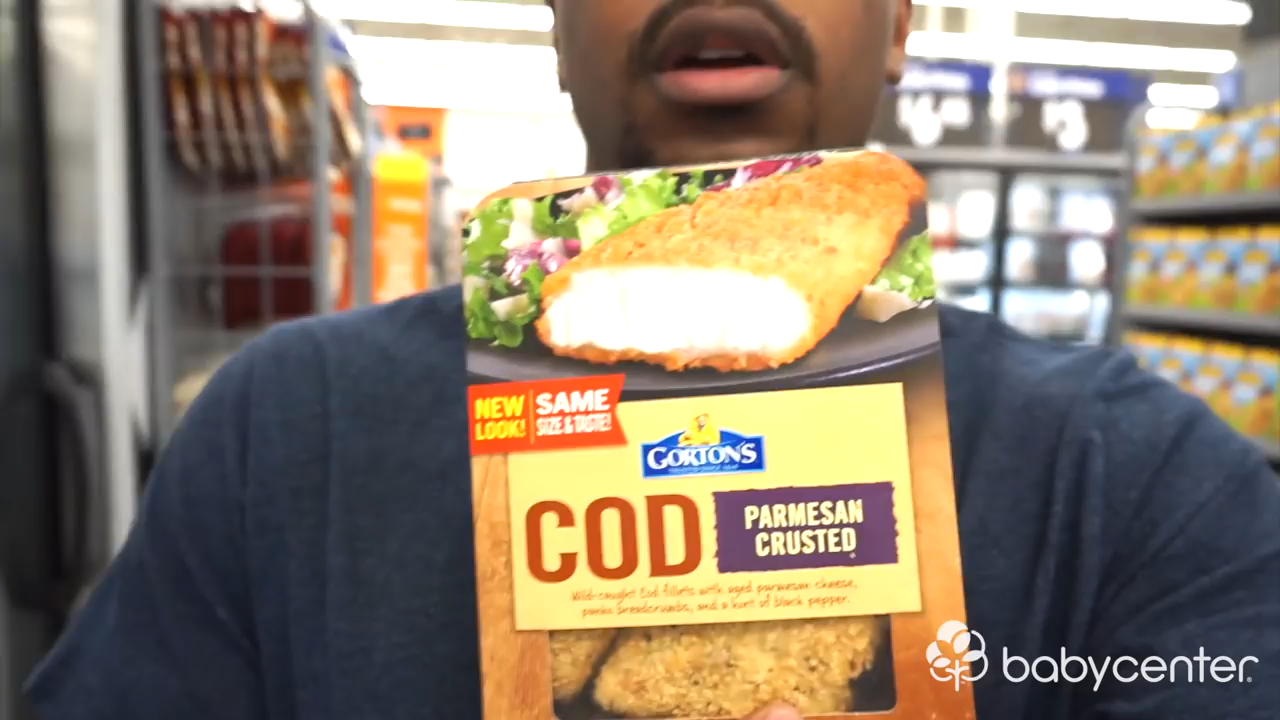 NEW LOOK!
SAME SIZE & TASTE!
GORTON'S
COD
PARMESAN
CRUSTED
Wild-caught Cod fillets with aged parmesan cheese,
panko breadcrumbs, and a hint of black pepper.
babycenter